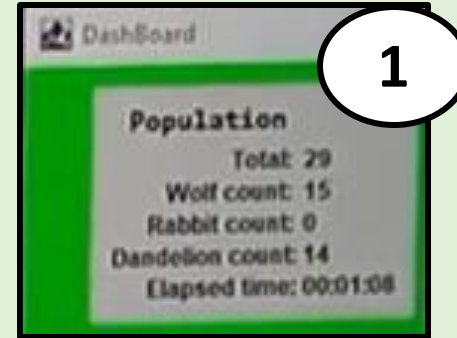 DashBoard
1
Population
Total: 29
Wolf count: 15
Rabbit count: 0
Dandelion count: 14
Elapsed time: 00:01:08